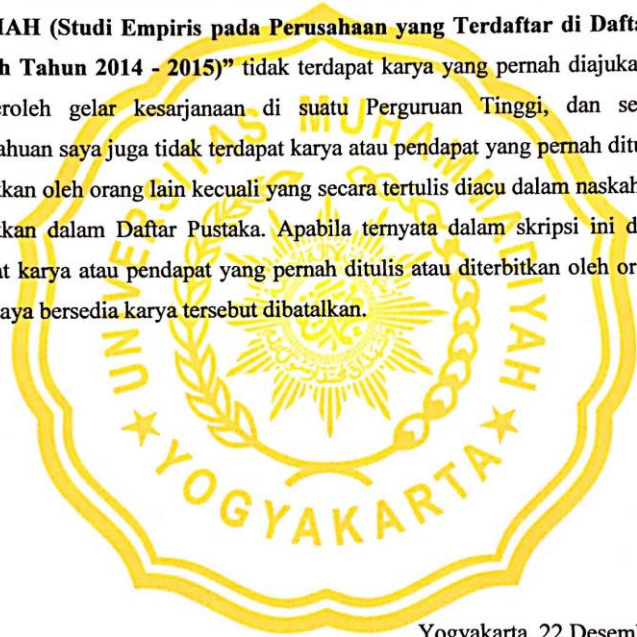 IAH (Studi Empiris pada Perusahaan yang Terdaftar di Dafta
h Tahun 2014 - 2015)” tidak terdapat karya yang pernah diajuka
eroleh gelar kesarjanaan di suatu Perguruan Tinggi, dan se
ahuan saya juga tidak terdapat karya atau pendapat yang pernah ditu
kan oleh orang lain kecuali yang secara tertulis diacu dalam naskah
kkan dalam Daftar Pustaka. Apabila ternyata dalam skripsi ini d
at karya atau pendapat yang pernah ditulis atau diterbitkan oleh or
aya bersedia karya tersebut dibatalkan.
UNIVERSITAS MUHAMMADIYAH
★ YOGYAKARTA ★
Yogyakarta, 22 Desem